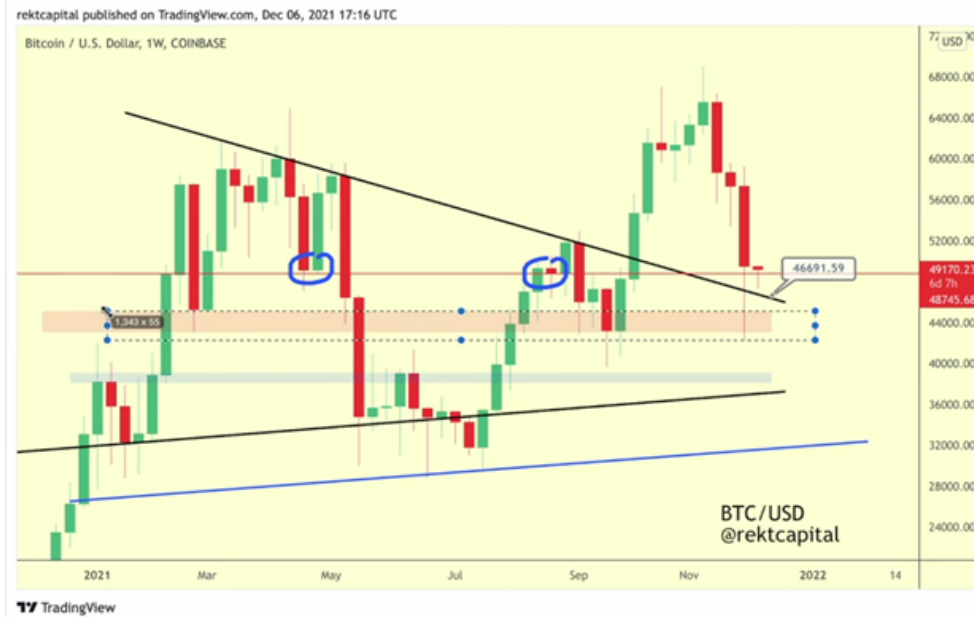 rektcapital published on TradingView.com, Dec 06, 2021 17:16 UTC
Bitcoin / U.S. Dollar, 1W, COINBASE
USD
68000.00
64000.00
60000.00
56000.00
52000.00
46691.59
49170.23
6d 7h
48745.68
1,343 x 55
44000.00
40000.00
36000.00
32000.00
28000.00
24000.00
BTC/USD
@rektcapital
2021 Mar May Jul Sep Nov 2022 14
TradingView